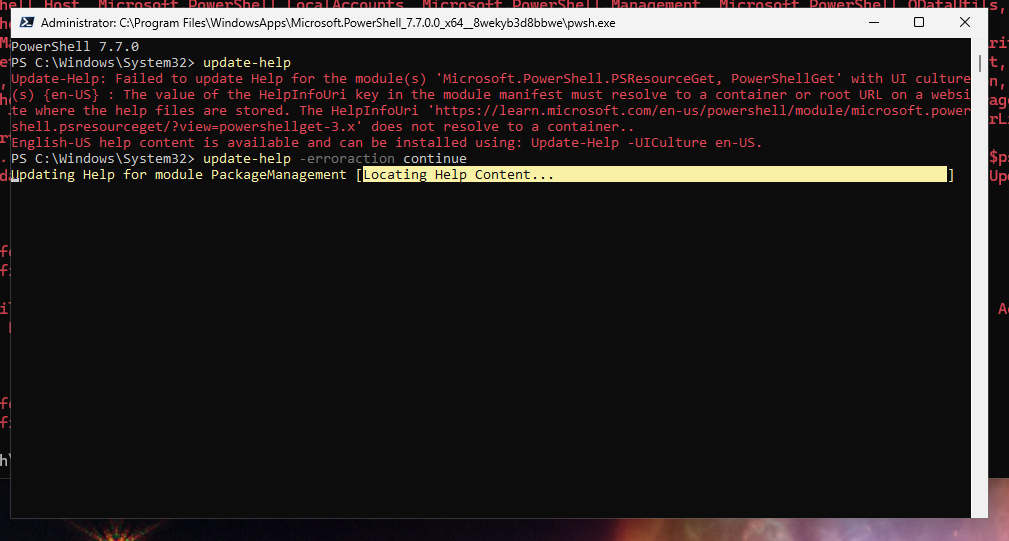 Administrator: C:\Program Files\WindowsApps\Microsoft.PowerShell_7.7.0.0_x64__8wekyb3d8bbwe\pwsh.exe
PowerShell 7.7.0
PS C:\Windows\System32> update-help
Update-Help: Failed to update Help for the module(s) 'Microsoft.PowerShell.PSResourceGet, PowerShellGet' with UI culture
(s) {en-US} : The value of the HelpInfoUri key in the module manifest must resolve to a container or root URL on a websi
te where the help files are stored. The HelpInfoUri 'https://learn.microsoft.com/en-us/powershell/module/microsoft.power
shell.psresourceget/?view=powershellget-3.x' does not resolve to a container..
English-US help content is available and can be installed using: Update-Help -UICulture en-US.
PS C:\Windows\System32> update-help -erroraction continue
Updating Help for module PackageManagement [Locating Help Content... ]